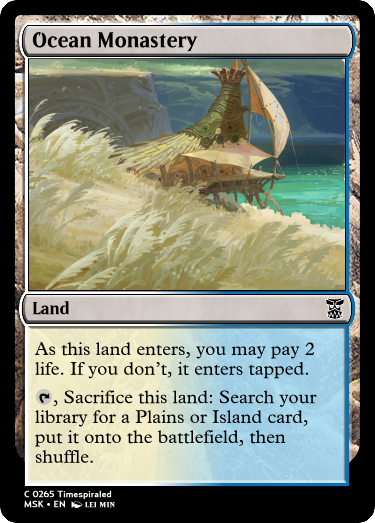 Ocean Monastery
Land
As this land enters, you may pay 2
life. If you don't, it enters tapped.
, Sacrifice this land: Search your
library for a Plains or Island card,
put it onto the battlefield, then
shuffle.
C 0265 Timespiraled
MSK • EN LEI MIN